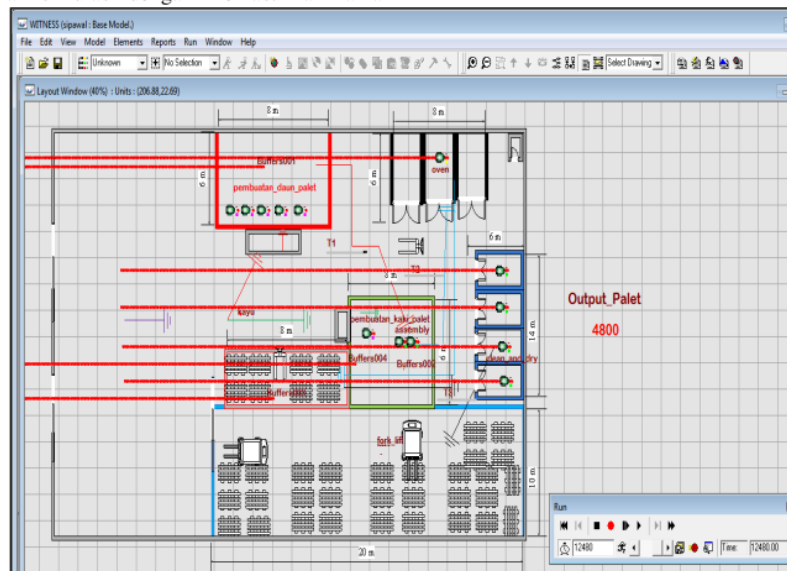 WITNESS (sipawal : Base Model.)
File Edit View Model Elements Reports Run Window Help
Unknown No Selection Select Drawing
Layout Window (40%) : Units : (206.88,22.69)
8 m
8 m
Buffers001
oven
6 m
6 m
pembuatan_daun_palet
6 m
T1
T2
8 m
Output_Palet
4800
kayu
pembuatan_kaki_palet
assembly
8 m
14 m
Buffers004
Buffers002
6 m
clean_and_dry
T3
fork_lift
10 m
20 m
Run
12480
Time: 12480.00